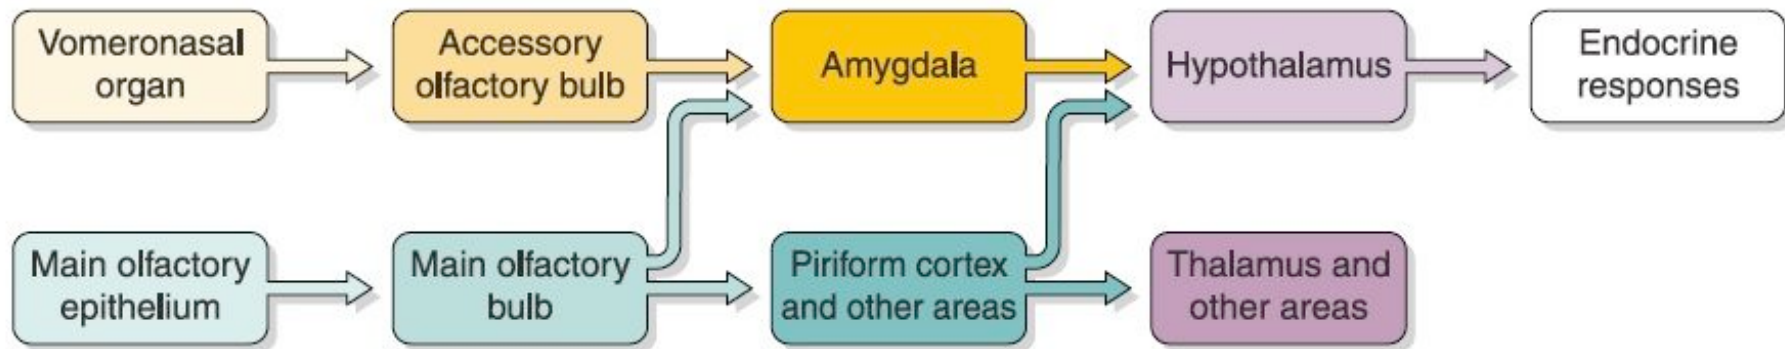 Vomeronasal
organ
Accessory
olfactory bulb
Amygdala
Hypothalamus
Endocrine
responses
Main olfactory
epithelium
Main olfactory
bulb
Piriform cortex
and other areas
Thalamus and
other areas